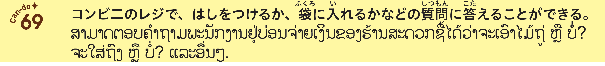 can-do
69
コンビニのレジで、はしをつけるか、袋に入れるかなどの質問に答えることができる。
ສາມາດຕອບຄຳຖາມພະນັກງານຢູ່ບ່ອນຈ່າຍເງິນຂອງຮ້ານສະດວກຊື້ໄດ້ວ່າຈະເອົາໄມ້ຖູ່ ຫຼື ບໍ່?
ຈະໃສ່ຖົງ ຫຼື ບໍ່? ແລະອື່ນໆ.